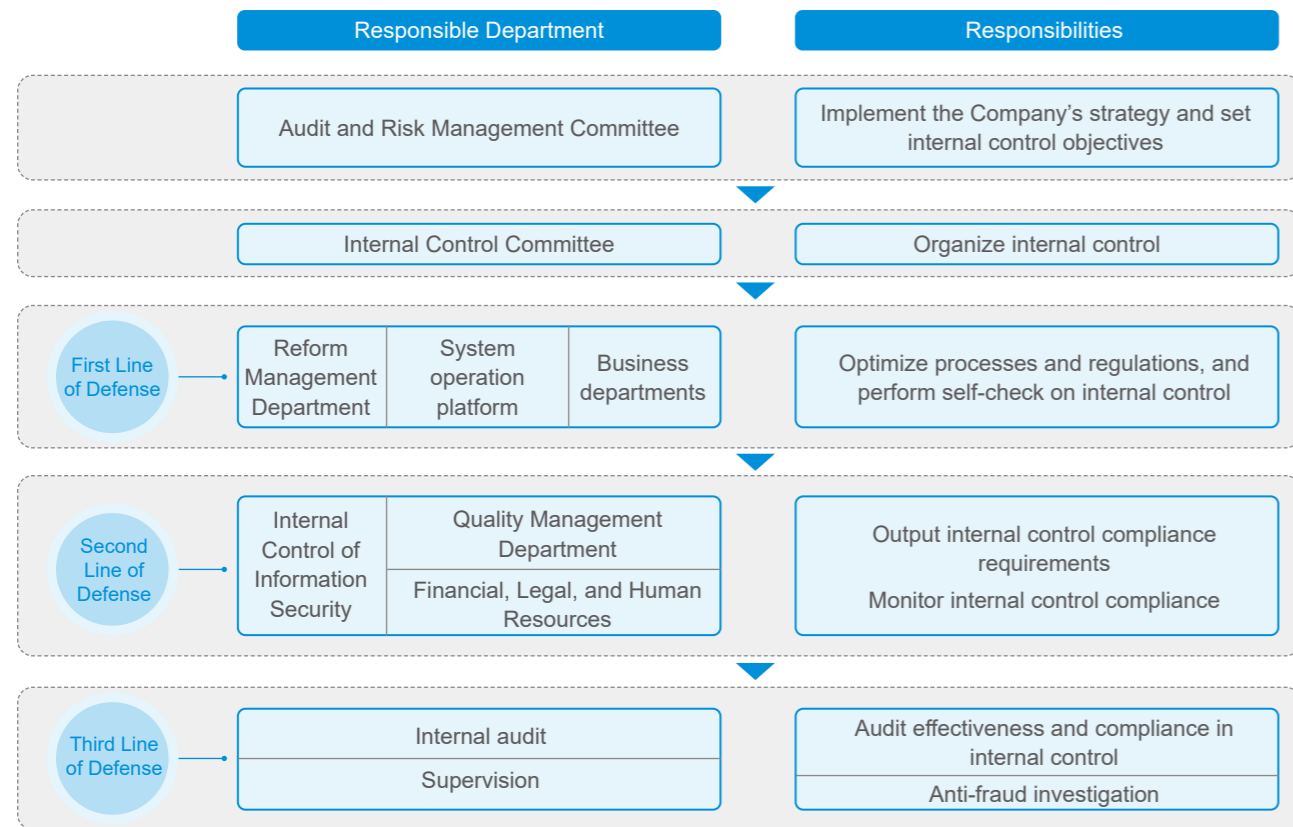 Responsible Department
Responsibilities
Audit and Risk Management Committee
Implement the Company’s strategy and set
internal control objectives
Internal Control Committee
Organize internal control
First Line
of Defense
Reform
Management
Department
System
operation
platform
Business
departments
Optimize processes and regulations, and
perform self-check on internal control
Second
Line of
Defense
Internal
Control of
Information
Security
Quality Management
Department
Financial, Legal, and Human
Resources
Output internal control compliance
requirements
Monitor internal control compliance
Third Line
of Defense
Internal audit
Supervision
Audit effectiveness and compliance in
internal control
Anti-fraud investigation